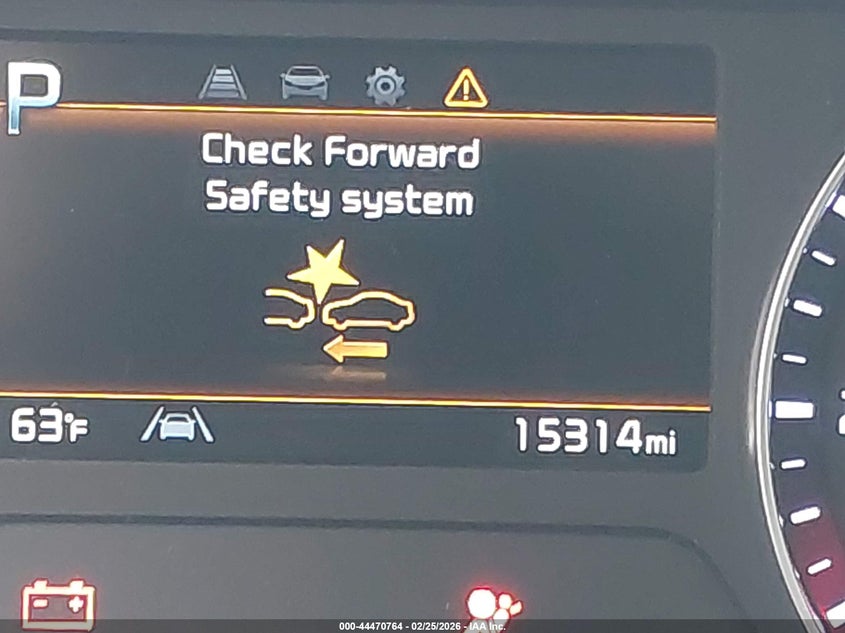 P
Check Forward
Safety system
63°F
15314mi
000-44470764 - 02/25/2026 - IAA Inc.